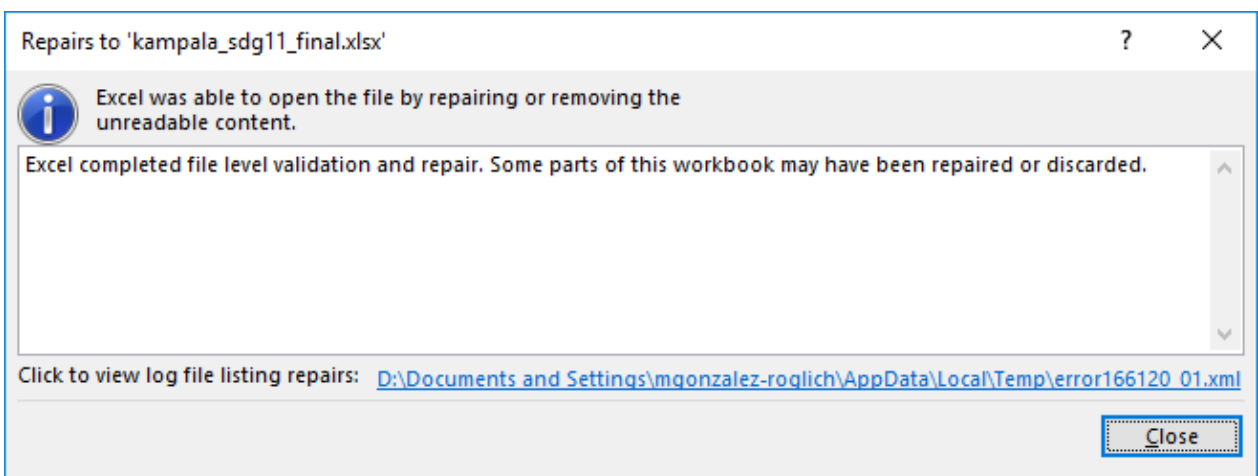 Repairs to 'kampala_sdg11_final.xlsx'
?
Excel was able to open the file by repairing or removing the
unreadable content.
Excel completed file level validation and repair. Some parts of this workbook may have been repaired or discarded.
Click to view log file listing repairs: D:\Documents and Settings\mgonzalez-roglich\AppData\Local\Temp\error166120_01.xml
Close